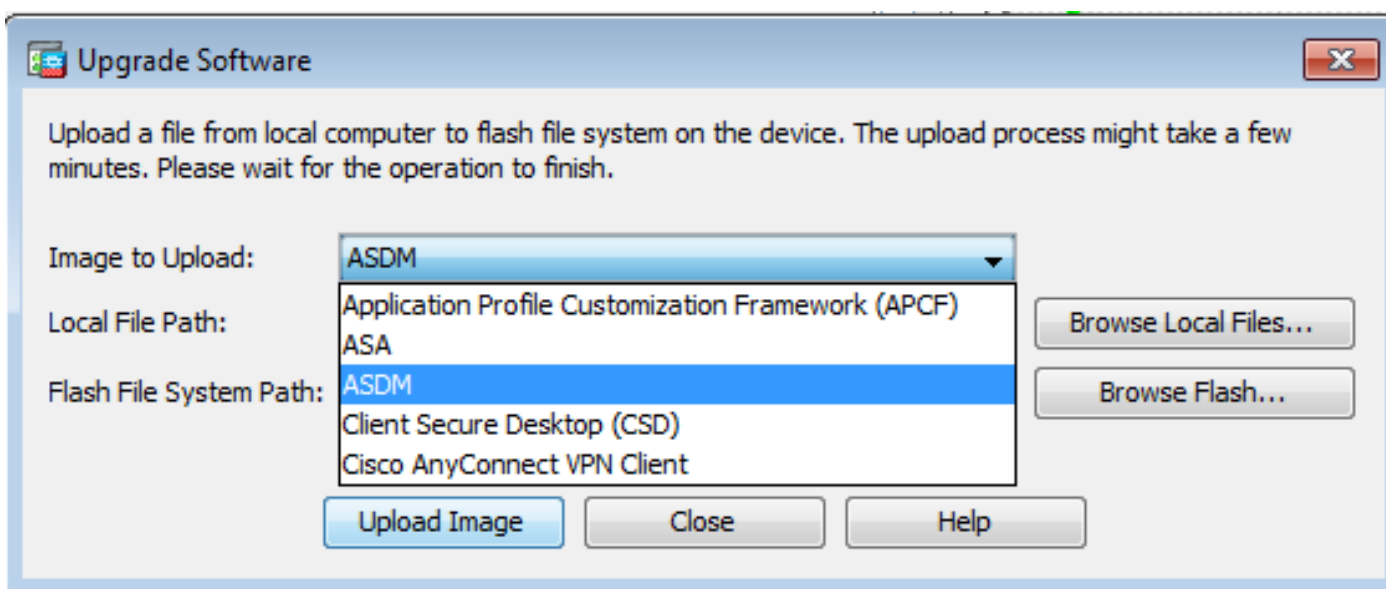 Upgrade Software
Upload a file from local computer to flash file system on the device. The upload process might take a few
minutes. Please wait for the operation to finish.
Image to Upload:
ASDM
Application Profile Customization Framework (APCF)
ASA
ASDM
Client Secure Desktop (CSD)
Cisco AnyConnect VPN Client
Local File Path:
Browse Local Files...
Flash File System Path:
Browse Flash...
Upload Image
Close
Help